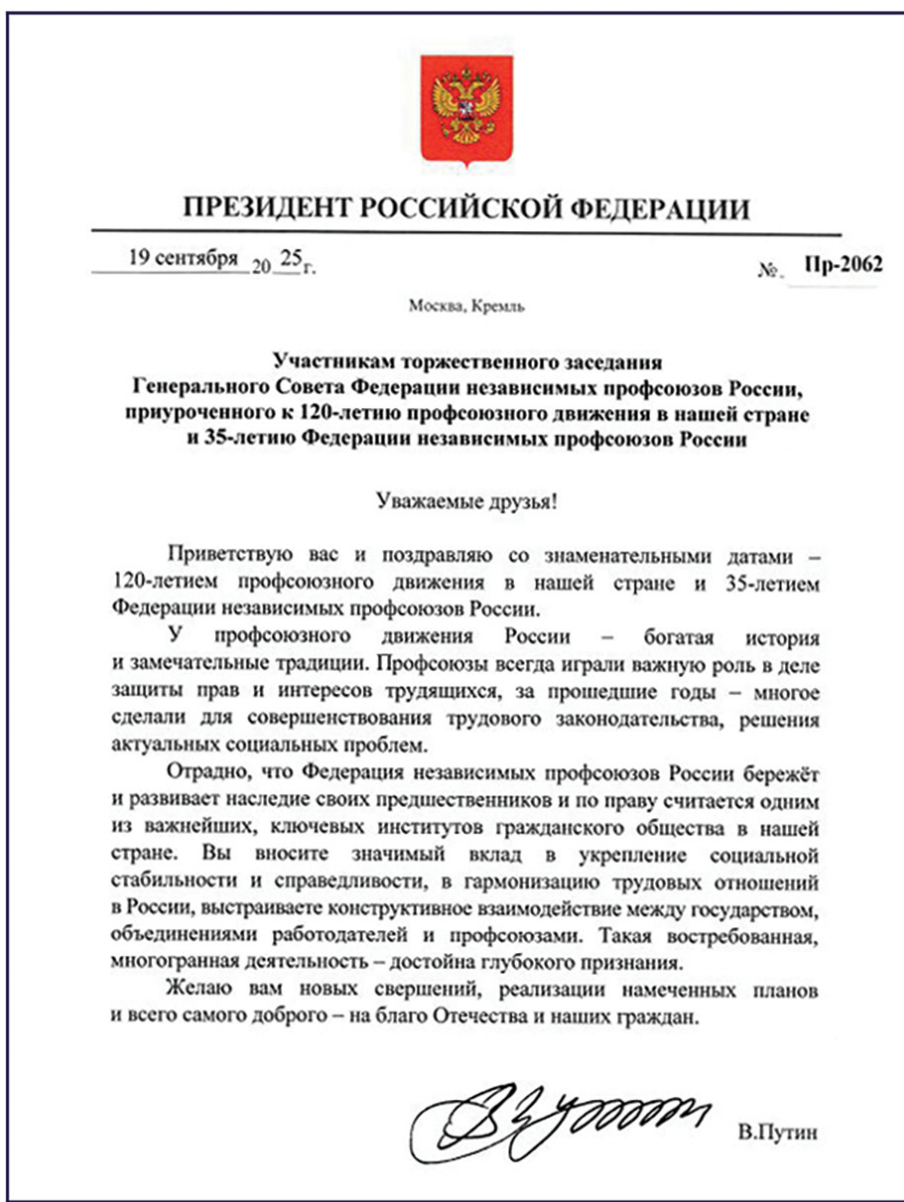 ПРЕЗИДЕНТ РОССИЙСКОЙ ФЕДЕРАЦИИ
19 сентября 20 25 г.
№ Пр-2062
Москва, Кремль
Участникам торжественного заседания
Генерального Совета Федерации независимых профсоюзов России,
приуроченного к 120-летию профсоюзного движения в нашей стране
и 35-летию Федерации независимых профсоюзов России
Уважаемые друзья!
Приветствую вас и поздравляю со знаменательными датами –
120-летием профсоюзного движения в нашей стране и 35-летием
Федерации независимых профсоюзов России.
У профсоюзного движения России – богатая история
и замечательные традиции. Профсоюзы всегда играли важную роль в деле
защиты прав и интересов трудящихся, за прошедшие годы – многое
сделали для совершенствования трудового законодательства, решения
актуальных социальных проблем.
Отрадно, что Федерация независимых профсоюзов России бережёт
и развивает наследие своих предшественников и по праву считается одним
из важнейших, ключевых институтов гражданского общества в нашей
стране. Вы вносите значимый вклад в укрепление социальной
стабильности и справедливости, в гармонизацию трудовых отношений
в России, выстраиваете конструктивное взаимодействие между государством,
объединениями работодателей и профсоюзами. Такая востребованная,
многогранная деятельность – достойна глубокого признания.
Желаю вам новых свершений, реализации намеченных планов
и всего самого доброго – на благо Отечества и наших граждан.
В.Путин